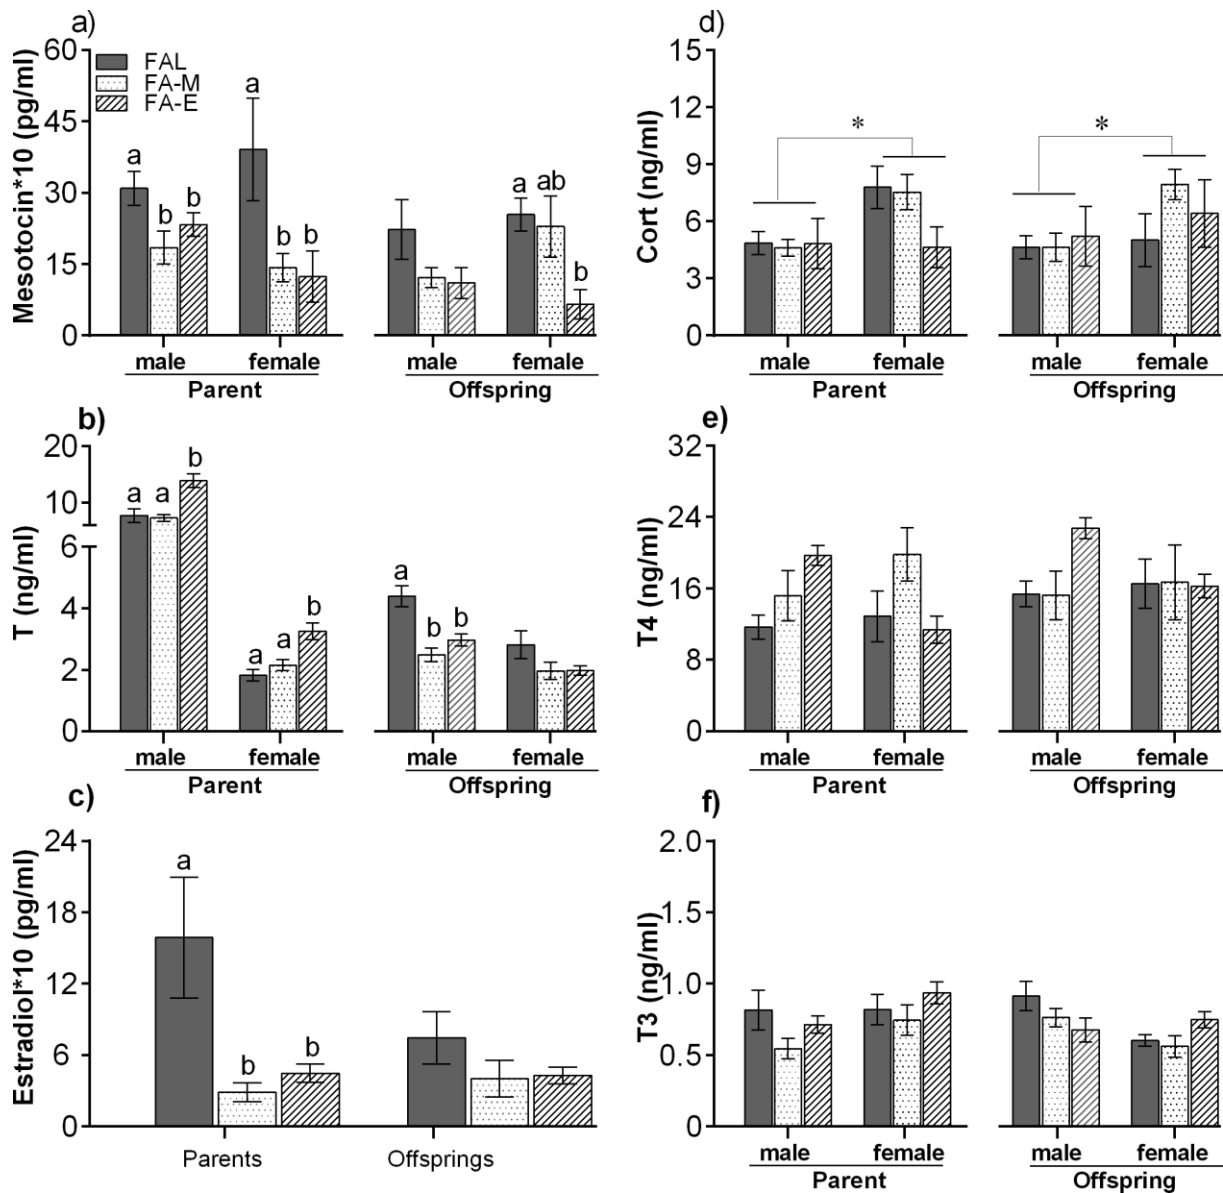 a)
Mesotocin*10 (pg/ml)
60
45
30
15
0
FAL
FA-M
FA-E
a
b
b
a
b
b
a
ab
b
male
female
male
female
Parent
Offspring
d)
Cort (ng/ml)
15
12
9
6
3
0
*
*
male
female
male
female
Parent
Offspring
b)
T (ng/ml)
20
10
6
4
2
0
a
a
b
a
a
b
a
b
b
male
female
male
female
Parent
Offspring
e)
T4 (ng/ml)
32
24
16
8
0
male
female
male
female
Parent
Offspring
c)
Estradiol*10 (pg/ml)
24
18
12
6
0
a
b
b
Parents
Offsprings
f)
T3 (ng/ml)
2.0
1.5
1.0
0.5
0
male
female
male
female
Parent
Offspring